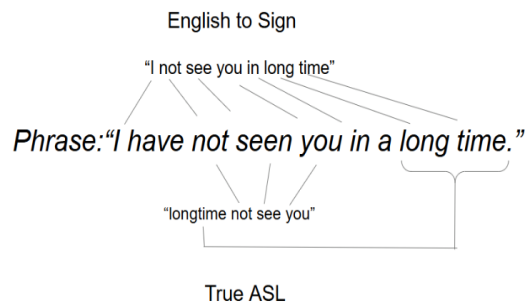 English to Sign
“I not see you in long time”
Phrase:“I have not seen you in a long time.”
“longtime not see you”
True ASL